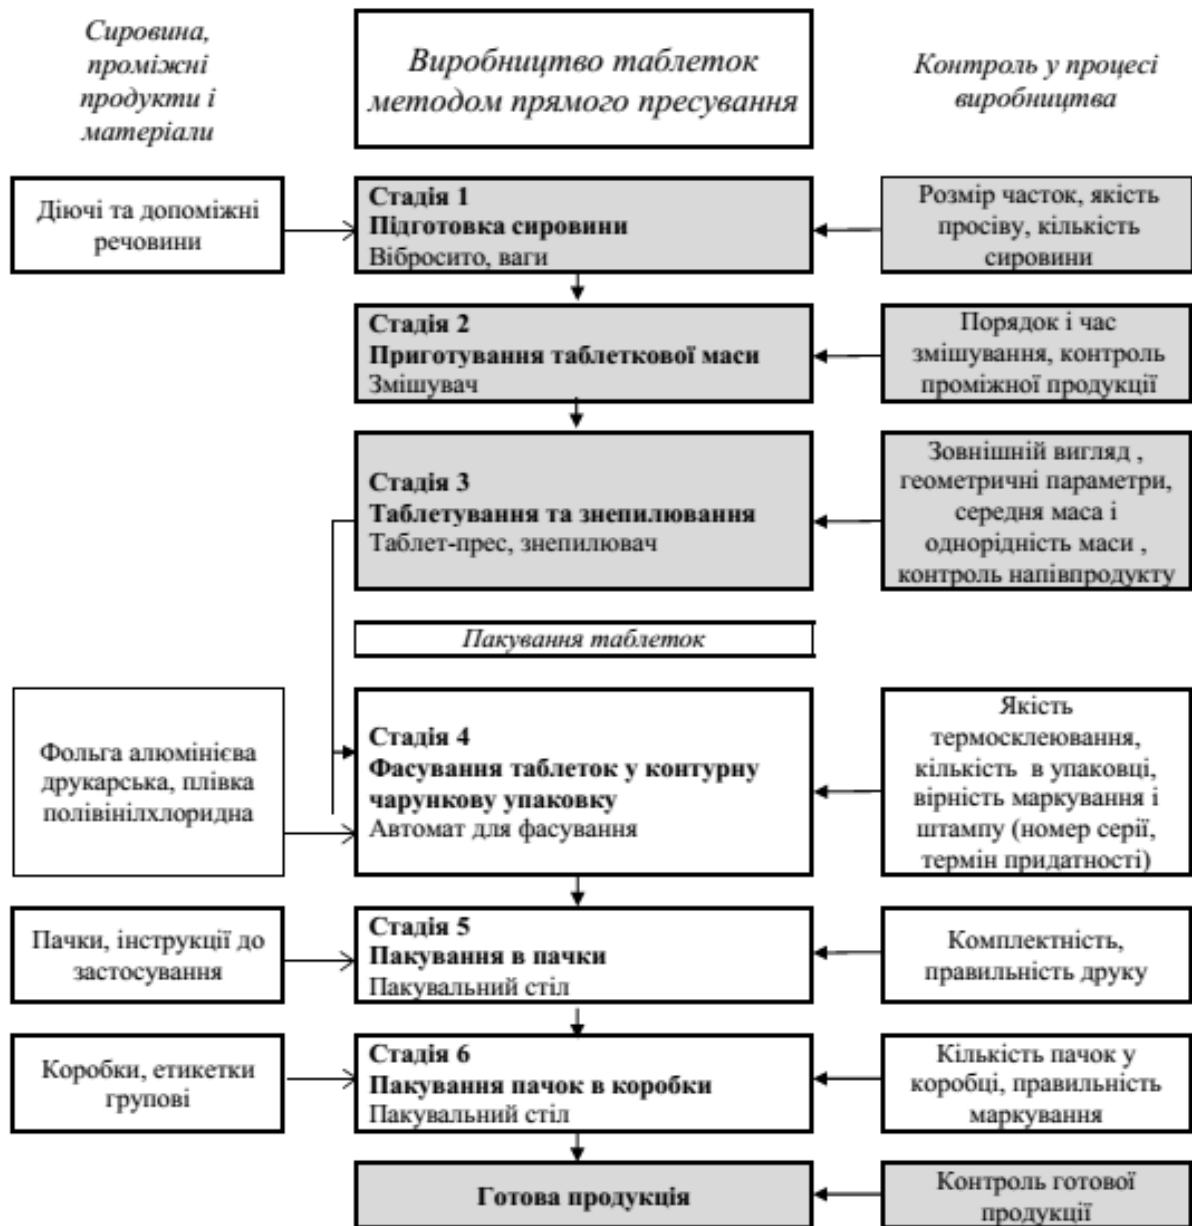 Сировина,
проміжні
продукти і
матеріали
Виробництво таблеток
методом прямого пресування
Контроль у процесі
виробництва
Діючі та допоміжні
речовини
Стадія 1
Підготовка сировини
Вібросито, ваги
Розмір часток, якість
просіву, кількість
сировини
Стадія 2
Приготування таблеткової маси
Змішувач
Порядок і час
змішування, контроль
проміжної продукції
Стадія 3
Таблетування та знепилювання
Таблет-прес, знепилювач
Зовнішній вигляд ,
геометричні параметри,
середня маса і
однорідність маси ,
контроль напівпродукту
Пакування таблеток
Фольга алюмінієва
друкарська, плівка
полівінілхлоридна
Стадія 4
Фасування таблеток у контурну
чарункову упаковку
Автомат для фасування
Якість
термосклеювання,
кількість в упаковці,
вірність маркування і
штампу (номер серії,
термін придатності)
Пачки, інструкції до
застосування
Стадія 5
Пакування в пачки
Пакувальний стіл
Комплектність,
правильність друку
Коробки, етикетки
групові
Стадія 6
Пакування пачок в коробки
Пакувальний стіл
Кількість пачок у
коробці, правильність
маркування
Готова продукція
Контроль готової
продукції